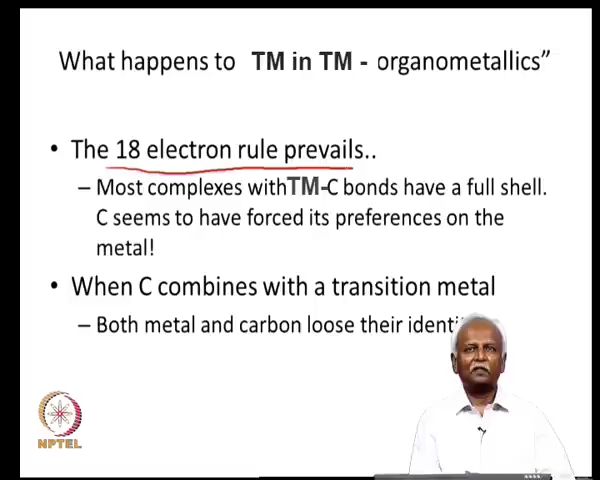 What happens to TM in TM - organometallics”
• The 18 electron rule prevails..
– Most complexes with TM-C bonds have a full shell.
C seems to have forced its preferences on the
metal!
• When C combines with a transition metal
– Both metal and carbon loose their
NPTEL